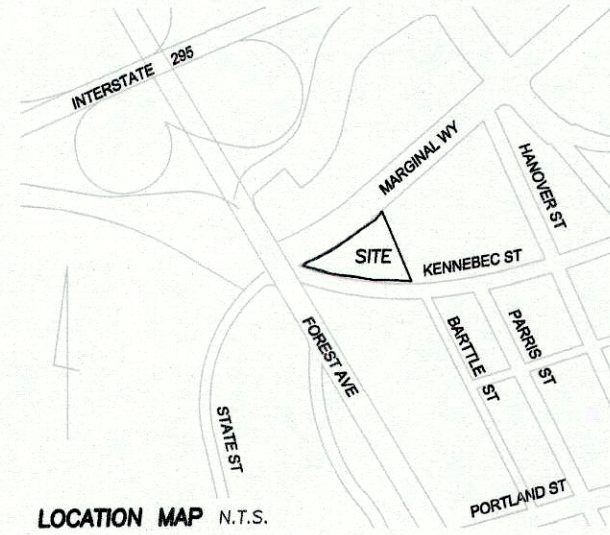 INTERSTATE 295
MARGINAL WY
HANOVER ST
SITE
KENNEBEC ST
FOREST AVE
BARTTLE ST
PARRIS ST
STATE ST
PORTLAND ST
LOCATION MAP N.T.S.